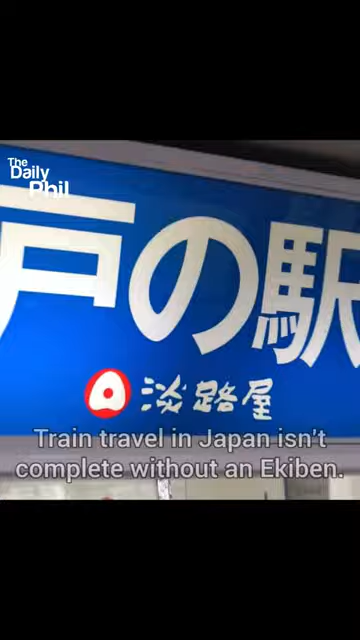 The
Daily
Phil
戸の駅
淡路屋
Train travel in Japan isn't
complete without an Ekiben.